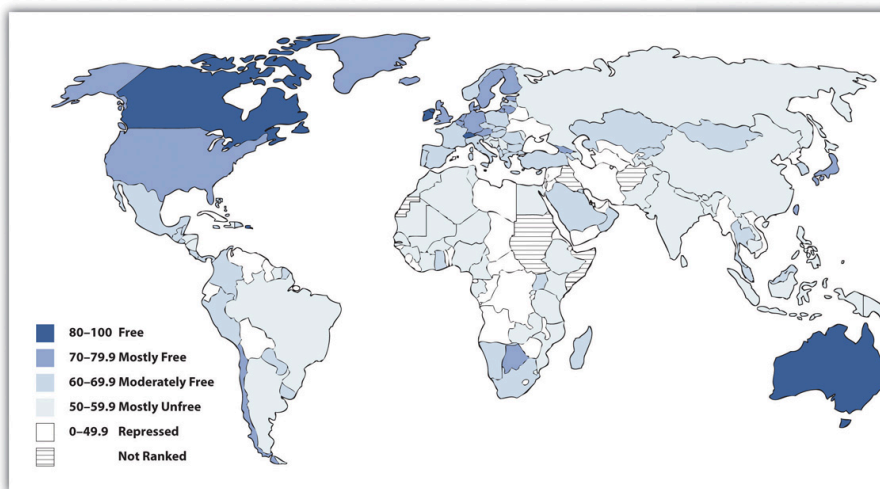 80–100 Free
70–79.9 Mostly Free
60–69.9 Moderately Free
50–59.9 Mostly Unfree
0–49.9 Repressed
Not Ranked